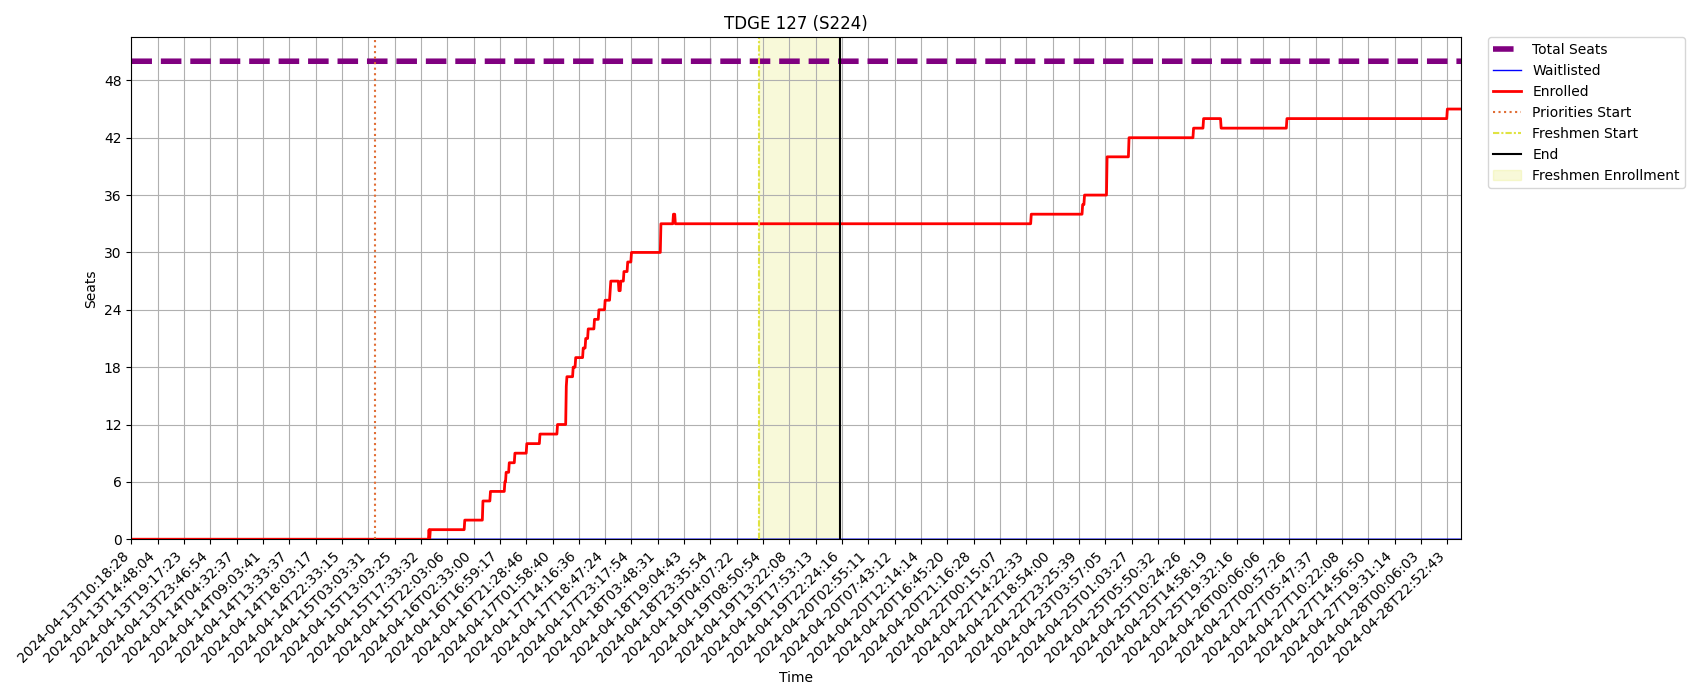 TDGE 127 (S224)
Total Seats
Waitlisted
Enrolled
Priorities Start
Freshmen Start
End
Freshmen Enrollment
Seats
48
42
36
30
24
18
12
6
0
2024-04-13T10:18:28
2024-04-13T14:48:04
2024-04-13T19:17:23
2024-04-13T23:46:54
2024-04-14T04:32:37
2024-04-14T09:03:41
2024-04-14T13:33:37
2024-04-14T18:03:17
2024-04-14T22:33:15
2024-04-15T03:03:31
2024-04-15T13:03:25
2024-04-15T17:33:32
2024-04-15T22:03:06
2024-04-16T02:33:00
2024-04-16T16:59:17
2024-04-16T21:28:46
2024-04-17T01:58:40
2024-04-17T14:16:36
2024-04-17T18:47:24
2024-04-17T23:17:54
2024-04-18T03:48:31
2024-04-18T19:04:43
2024-04-18T23:35:54
2024-04-19T04:07:22
2024-04-19T08:50:54
2024-04-19T13:22:08
2024-04-19T17:53:13
2024-04-19T22:24:16
2024-04-20T02:55:11
2024-04-20T07:43:12
2024-04-20T12:14:14
2024-04-20T16:45:20
2024-04-20T21:16:28
2024-04-22T00:15:07
2024-04-22T14:22:33
2024-04-22T18:54:00
2024-04-22T23:25:39
2024-04-23T03:57:05
2024-04-25T01:03:27
2024-04-25T05:50:32
2024-04-25T10:24:26
2024-04-25T14:58:19
2024-04-25T19:32:16
2024-04-26T00:06:06
2024-04-27T00:57:26
2024-04-27T05:47:37
2024-04-27T10:22:08
2024-04-27T14:56:50
2024-04-27T19:31:14
2024-04-28T00:06:03
2024-04-28T22:52:43
Time